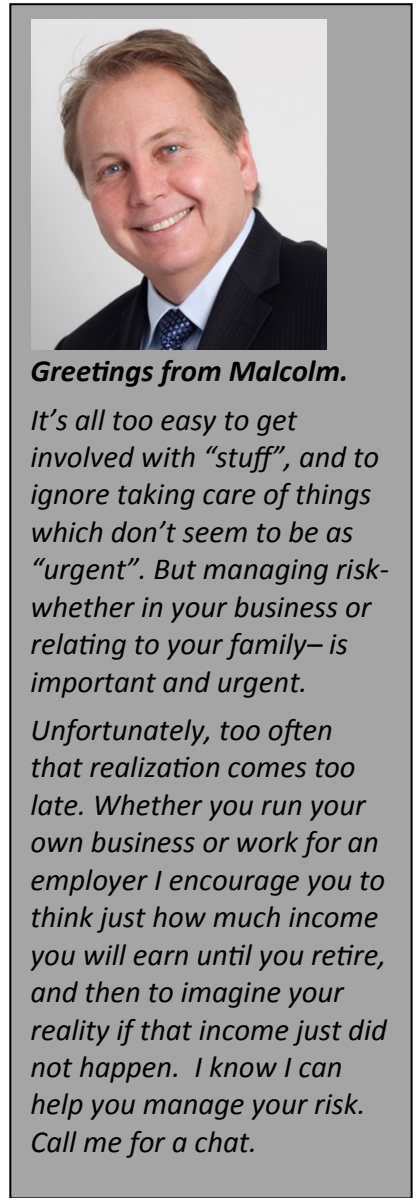 Greetings from Malcolm.
It’s all too easy to get
involved with “stuff”, and to
ignore taking care of things
which don’t seem to be as
“urgent”. But managing risk-
whether in your business or
relating to your family– is
important and urgent.
Unfortunately, too often
that realization comes too
late. Whether you run your
own business or work for an
employer I encourage you to
think just how much income
you will earn until you retire,
and then to imagine your
reality if that income just did
not happen.  I know I can
help you manage your risk.
Call me for a chat.